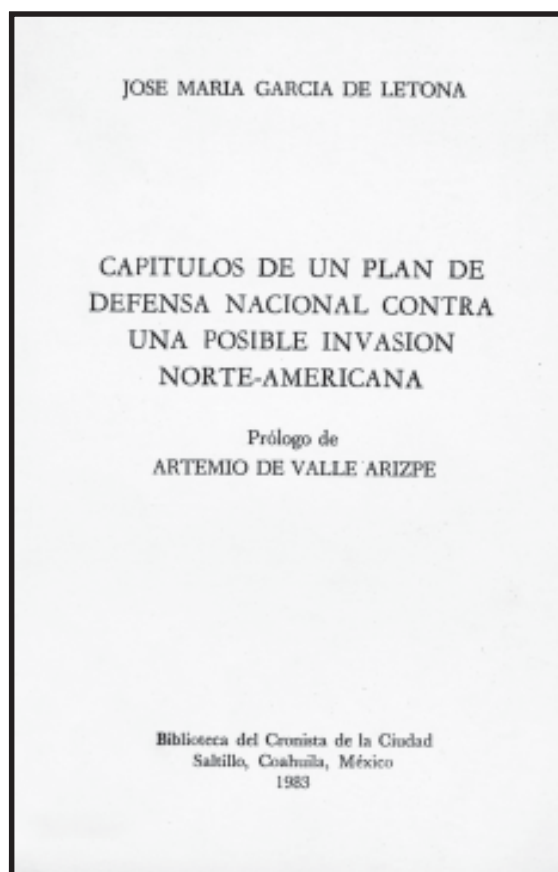 JOSE MARIA GARCIA DE LETONA
CAPITULOS DE UN PLAN DE
DEFENSA NACIONAL CONTRA
UNA POSIBLE INVASION
NORTE-AMERICANA
Prólogo de
ARTEMIO DE VALLE ARIZPE
Biblioteca del Cronista de la Ciudad
Saltillo, Coahuila, México
1983